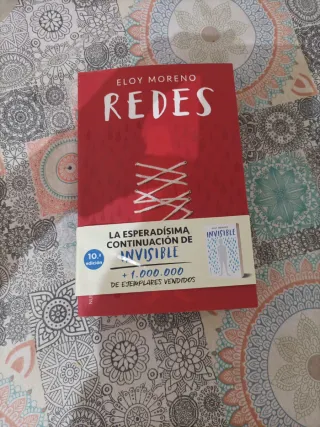 ELOY MORENO
REDES
LA ESPERADÍSIMA
CONTINUACIÓN DE
INVISIBLE
+ 1.000.000
DE EJEMPLARES VENDIDOS
10.ª
edición
INVISIBLE